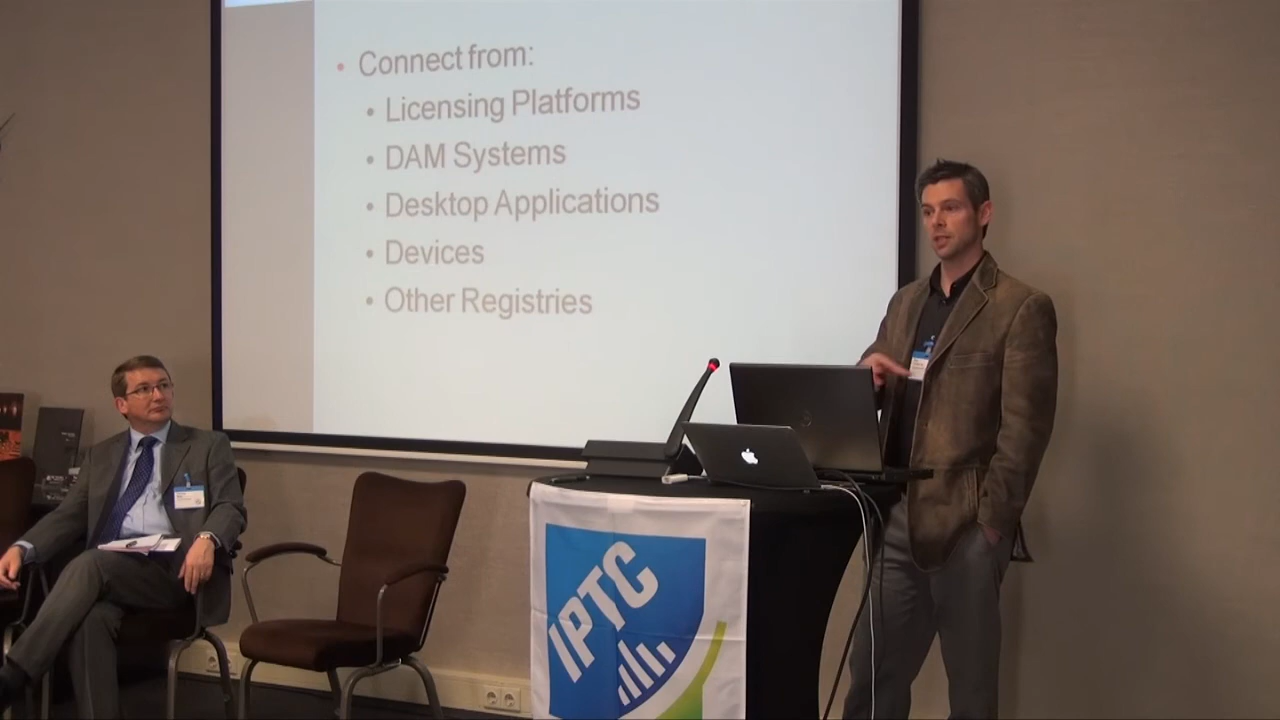 • Connect from:
• Licensing Platforms
• DAM Systems
• Desktop Applications
• Devices
• Other Registries
IPTC